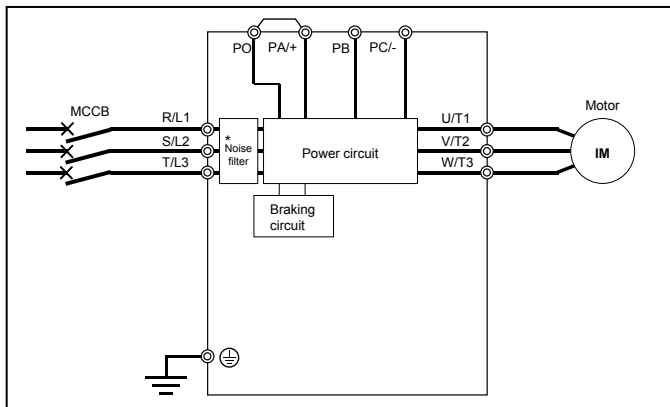 PO
PA/+
PB
PC/-
MCCB
R/L1
S/L2
T/L3
*
Noise
filter
Power circuit
U/T1
V/T2
W/T3
Motor
IM
Braking
circuit